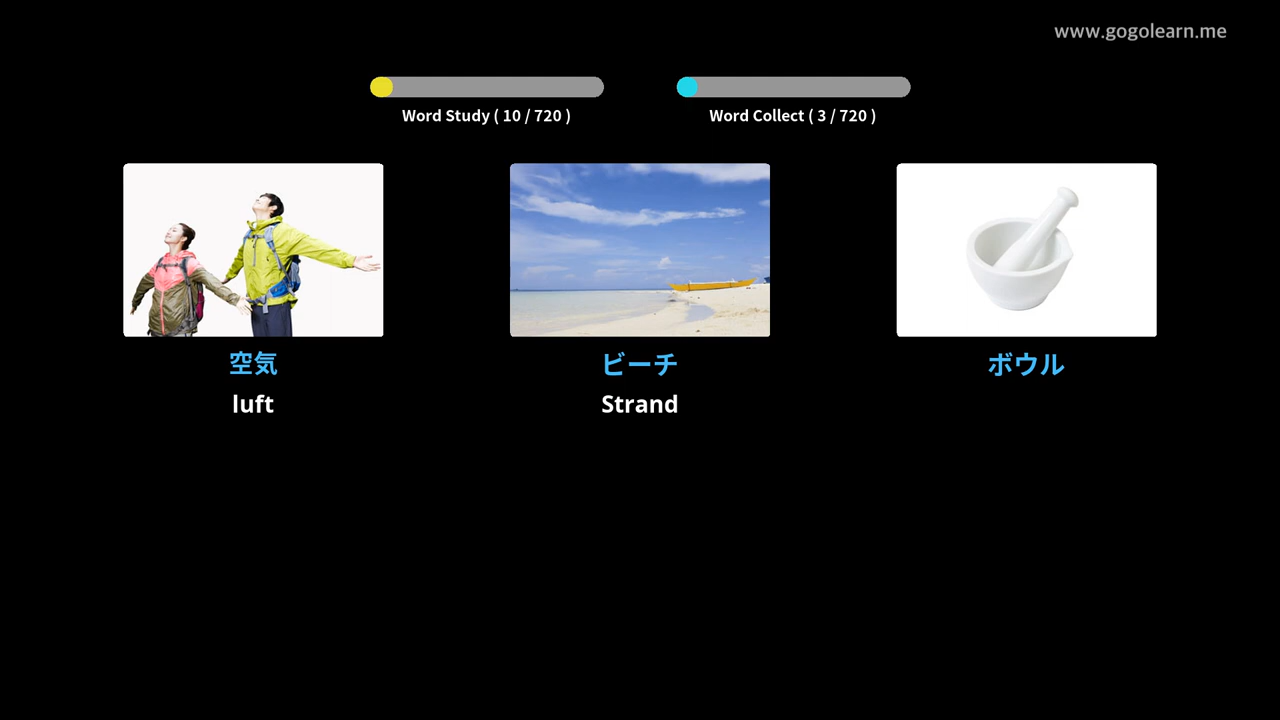 www.gogolearn.me
Word Study ( 10 / 720 )
Word Collect ( 3 / 720 )
空気
luft
ビーチ
Strand
ボウル